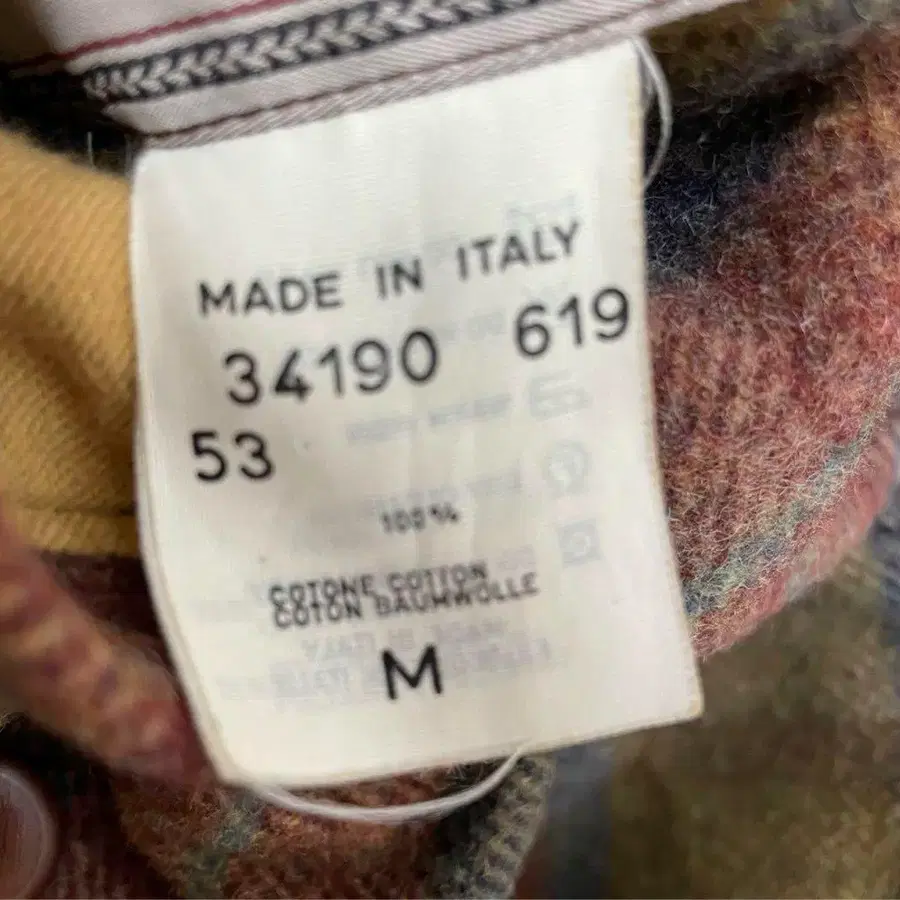 MADE IN ITALY
34190 619
53
100%
COTONE COTTON
COTON BAUMWOLLE
M